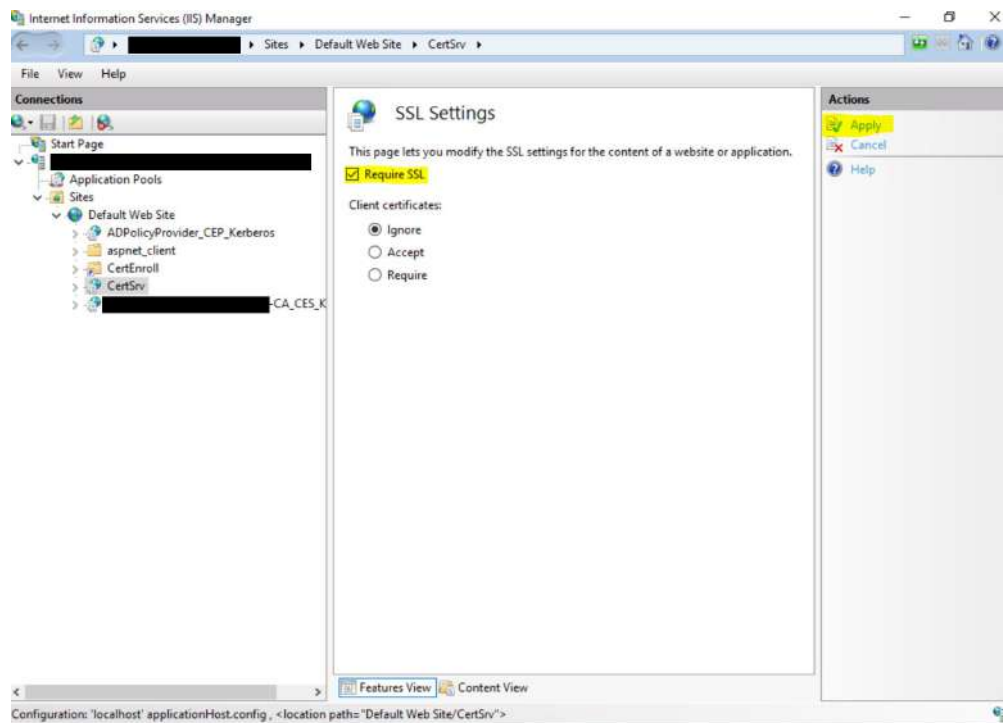 Internet Information Services (IIS) Manager
Sites Default Web Site CertSrv
File View Help
Connections
Start Page
Application Pools
Sites
Default Web Site
ADPolicyProvider_CEP_Kerberos
aspnet_client
CertEnroll
CertSrv
-CA_CES_K
SSL Settings
This page lets you modify the SSL settings for the content of a website or application.
Require SSL
Client certificates:
Ignore
Accept
Require
Features View Content View
Actions
Apply
Cancel
Help
Configuration: 'localhost' applicationHost.config , <location path="Default Web Site/CertSrv">